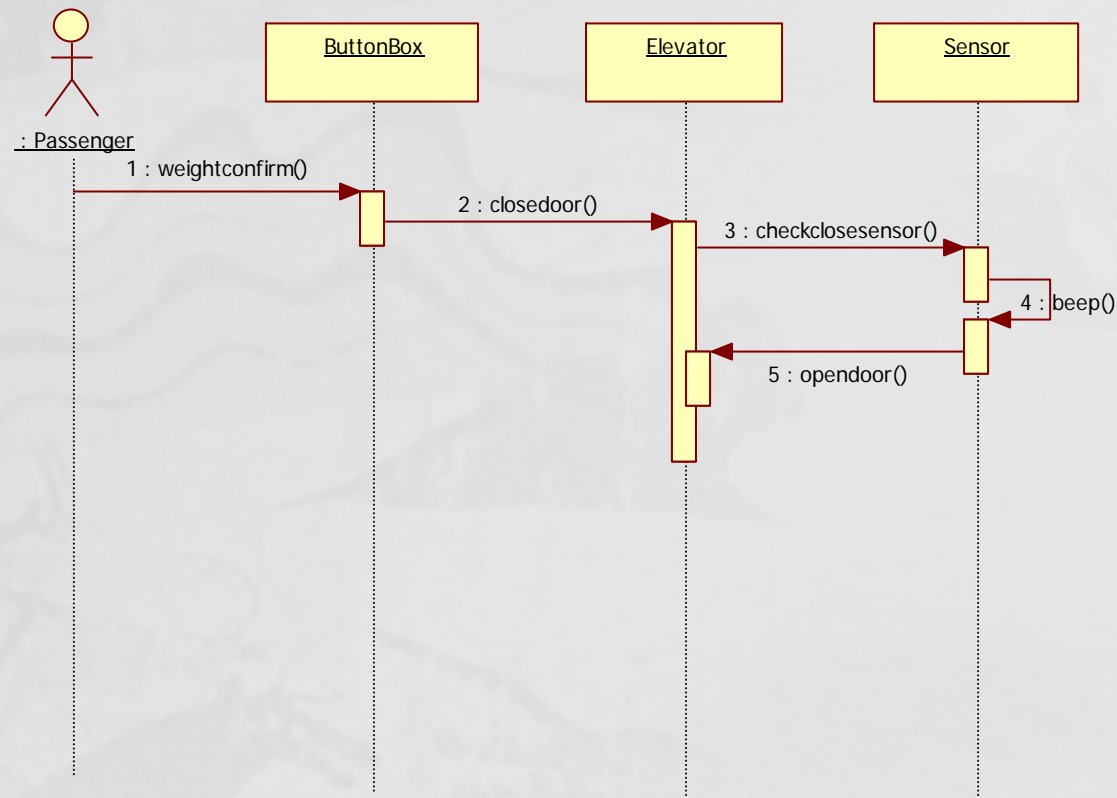 ButtonBox
Elevator
Sensor
: Passenger
1 : weightconfirm()
2 : closedoor()
3 : checkclosesensor()
4 : beep()
5 : opendoor()